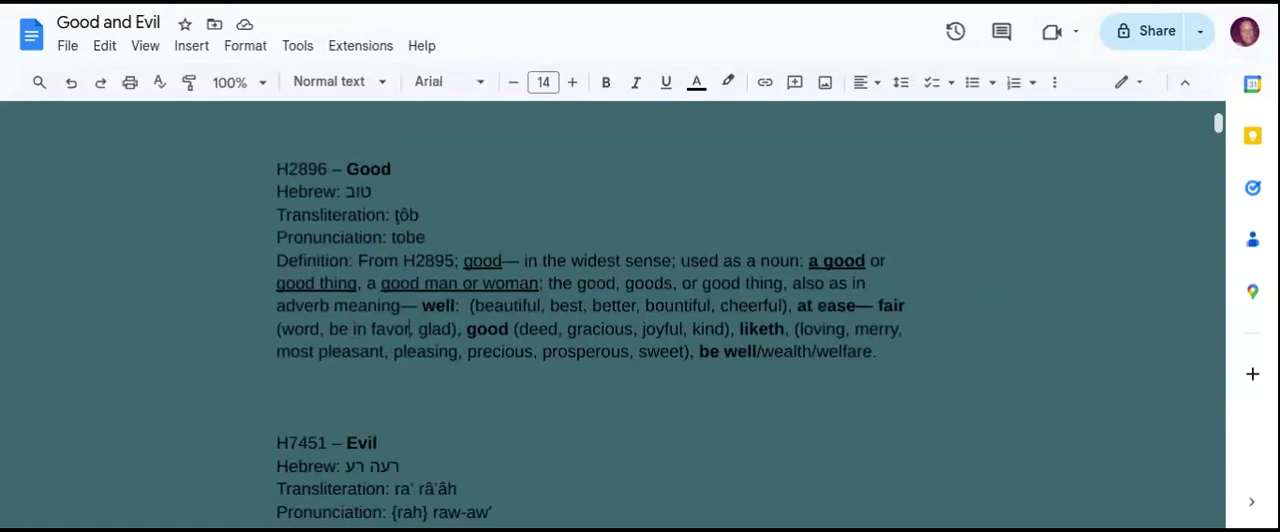 Good and Evil
File Edit View Insert Format Tools Extensions Help
Share
100% Normal text Arial 14 B I U A
H2896 – Good
Hebrew: טוב
Transliteration: ţôb
Pronunciation: tobe
Definition: From H2895; good— in the widest sense; used as a noun: a good or
good thing, a good man or woman; the good, goods, or good thing, also as in
adverb meaning— well:  (beautiful, best, better, bountiful, cheerful), at ease— fair
(word, be in favor, glad), good (deed, gracious, joyful, kind), liketh, (loving, merry,
most pleasant, pleasing, precious, prosperous, sweet), be well/wealth/welfare.
H7451 – Evil
Hebrew: רעה רע
Transliteration: ra‛ râ‛âh
Pronunciation: {rah} raw-aw'
31